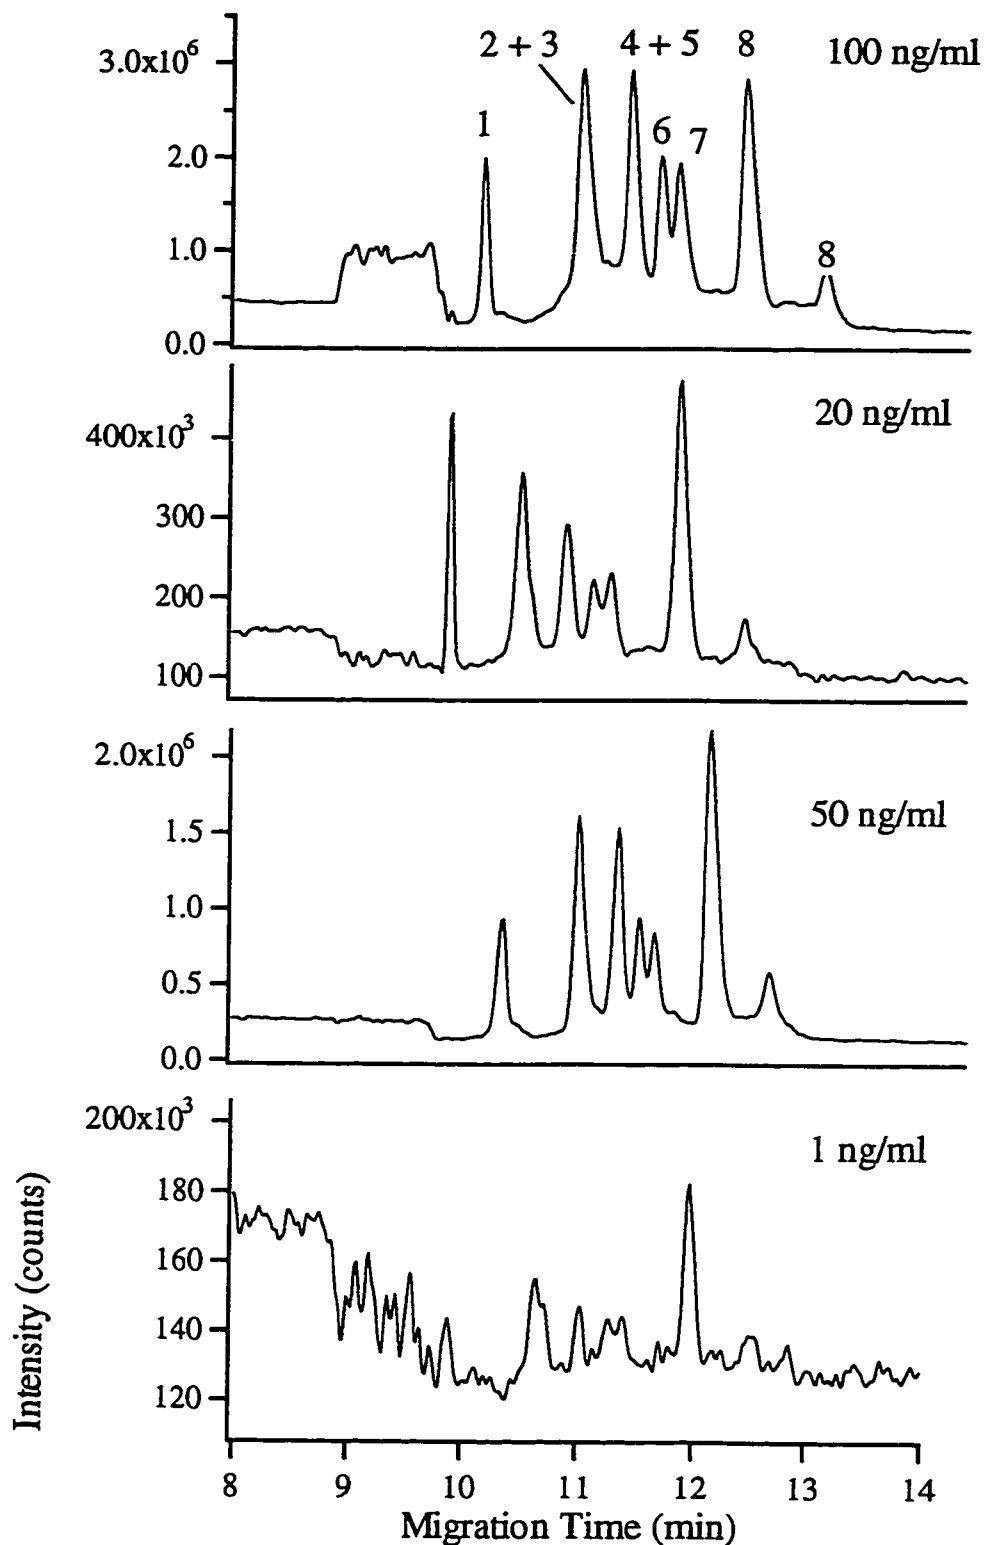 3.0x10⁶
2.0
1.0
0.0
2 + 3
4 + 5
8
1
6
7
8
100 ng/ml
400x10³
300
200
100
20 ng/ml
2.0x10⁶
1.5
1.0
0.5
0.0
50 ng/ml
200x10³
180
160
140
120
1 ng/ml
Intensity (counts)
8 9 10 11 12 13 14
Migration Time (min)